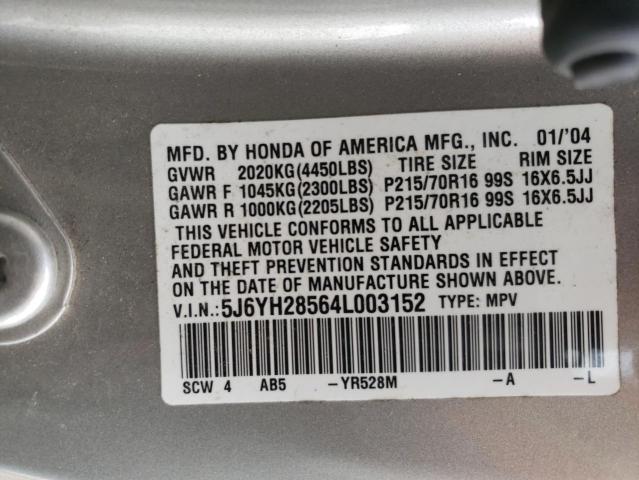 MFD. BY HONDA OF AMERICA MFG., INC. 01/'04
GVWR 2020KG(4450LBS) TIRE SIZE RIM SIZE
GAWR F 1045KG(2300LBS) P215/70R16 99S 16X6.5JJ
GAWR R 1000KG(2205LBS) P215/70R16 99S 16X6.5JJ
THIS VEHICLE CONFORMS TO ALL APPLICABLE
FEDERAL MOTOR VEHICLE SAFETY
AND THEFT PREVENTION STANDARDS IN EFFECT
ON THE DATE OF MANUFACTURE SHOWN ABOVE.
V.I.N.:5J6YH28564L003152 TYPE: MPV
SCW 4 AB5 -YR528M -A -L